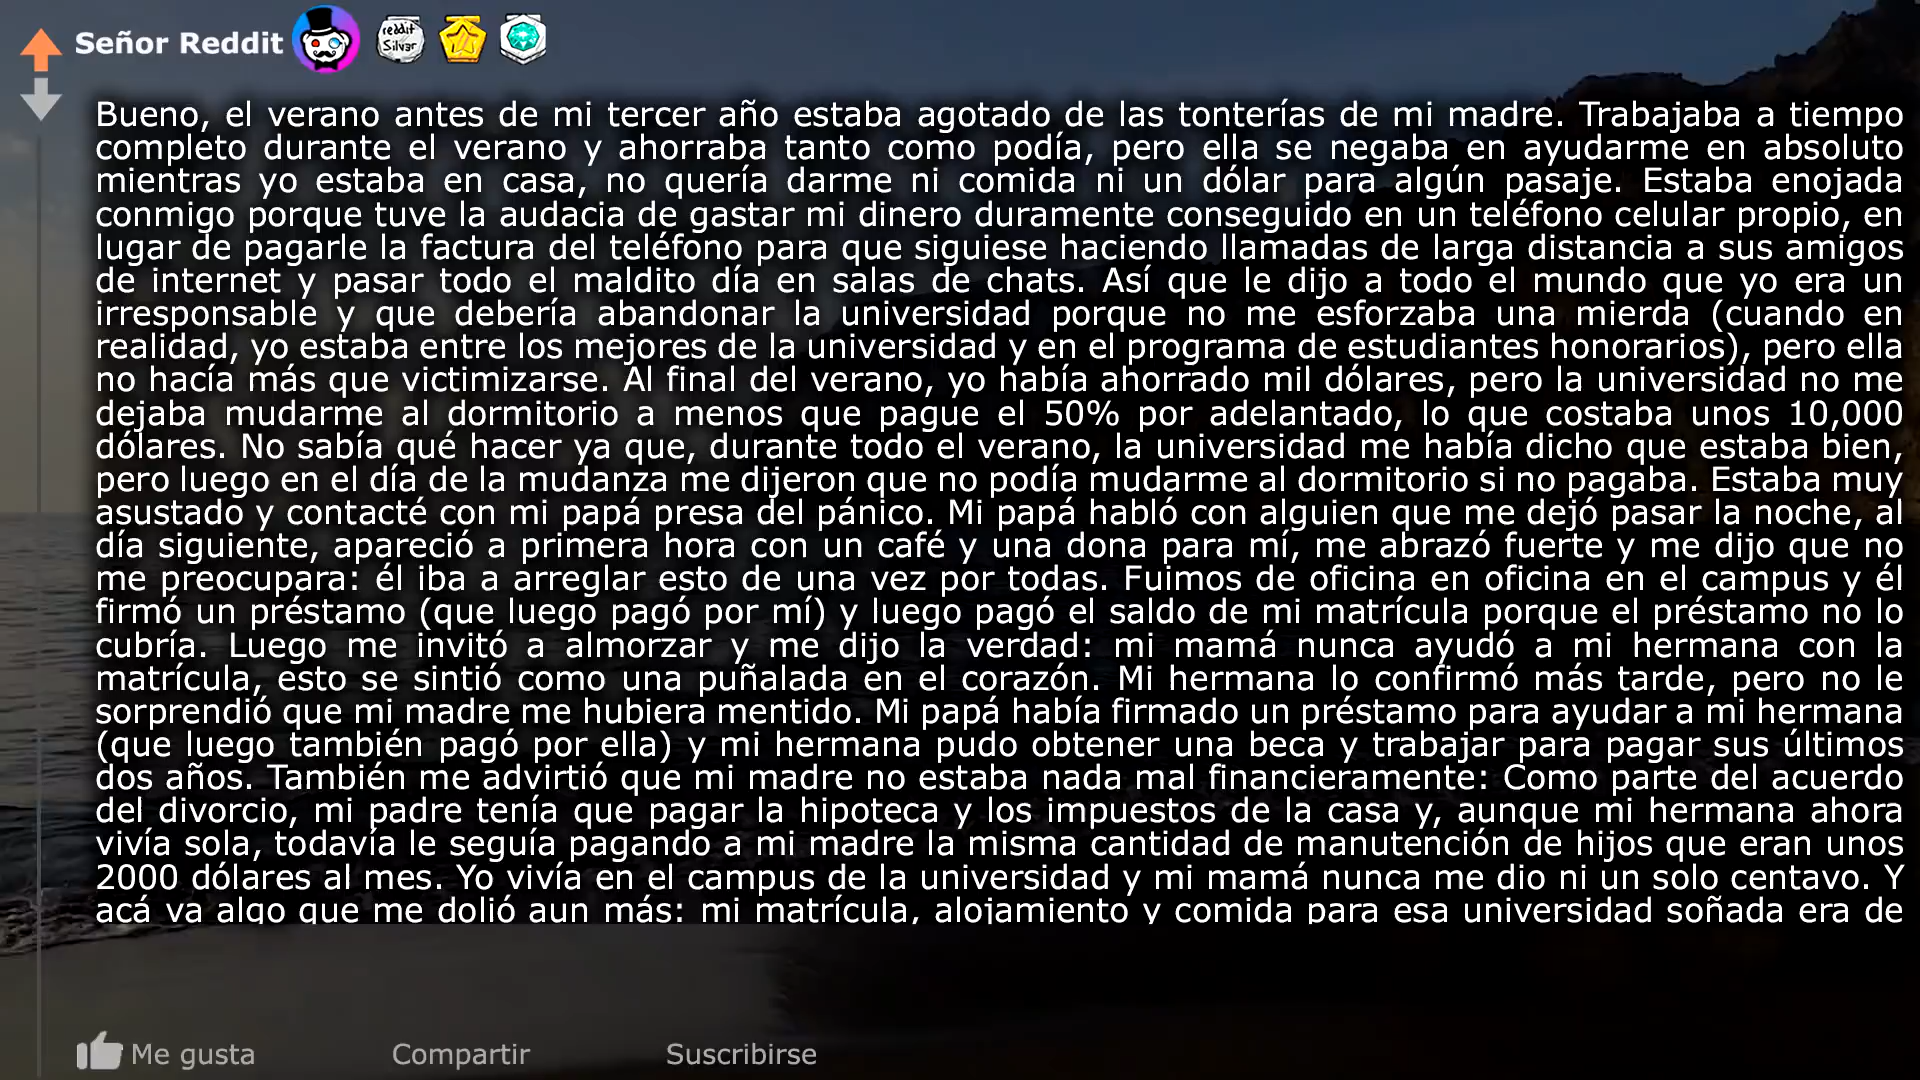 Señor Reddit
reddit
Silver
Bueno, el verano antes de mi tercer año estaba agotado de las tonterías de mi madre. Trabajaba a tiempo
completo durante el verano y ahorraba tanto como podía, pero ella se negaba en ayudarme en absoluto
mientras yo estaba en casa, no quería darme ni comida ni un dólar para algún pasaje. Estaba enojada
conmigo porque tuve la audacia de gastar mi dinero duramente conseguido en un teléfono celular propio, en
lugar de pagarle la factura del teléfono para que siguiese haciendo llamadas de larga distancia a sus amigos
de internet y pasar todo el maldito día en salas de chats. Así que le dijo a todo el mundo que yo era un
irresponsable y que debería abandonar la universidad porque no me esforzaba una mierda (cuando en
realidad, yo estaba entre los mejores de la universidad y en el programa de estudiantes honorarios), pero ella
no hacía más que victimizarse. Al final del verano, yo había ahorrado mil dólares, pero la universidad no me
dejaba mudarme al dormitorio a menos que pague el 50% por adelantado, lo que costaba unos 10,000
dólares. No sabía qué hacer ya que, durante todo el verano, la universidad me había dicho que estaba bien,
pero luego en el día de la mudanza me dijeron que no podía mudarme al dormitorio si no pagaba. Estaba muy
asustado y contacté con mi papá presa del pánico. Mi papá habló con alguien que me dejó pasar la noche, al
día siguiente, apareció a primera hora con un café y una dona para mí, me abrazó fuerte y me dijo que no
me preocupara: él iba a arreglar esto de una vez por todas. Fuimos de oficina en oficina en el campus y él
firmó un préstamo (que luego pagó por mí) y luego pagó el saldo de mi matrícula porque el préstamo no lo
cubría. Luego me invitó a almorzar y me dijo la verdad: mi mamá nunca ayudó a mi hermana con la
matrícula, esto se sintió como una puñalada en el corazón. Mi hermana lo confirmó más tarde, pero no le
sorprendió que mi madre me hubiera mentido. Mi papá había firmado un préstamo para ayudar a mi hermana
(que luego también pagó por ella) y mi hermana pudo obtener una beca y trabajar para pagar sus últimos
dos años. También me advirtió que mi madre no estaba nada mal financieramente: Como parte del acuerdo
del divorcio, mi padre tenía que pagar la hipoteca y los impuestos de la casa y, aunque mi hermana ahora
vivía sola, todavía le seguía pagando a mi madre la misma cantidad de manutención de hijos que eran unos
2000 dólares al mes. Yo vivía en el campus de la universidad y mi mamá nunca me dio ni un solo centavo. Y
acá va algo que me dolió aun más: mi matrícula, alojamiento y comida para esa universidad soñada era de
Me gusta
Compartir
Suscribirse